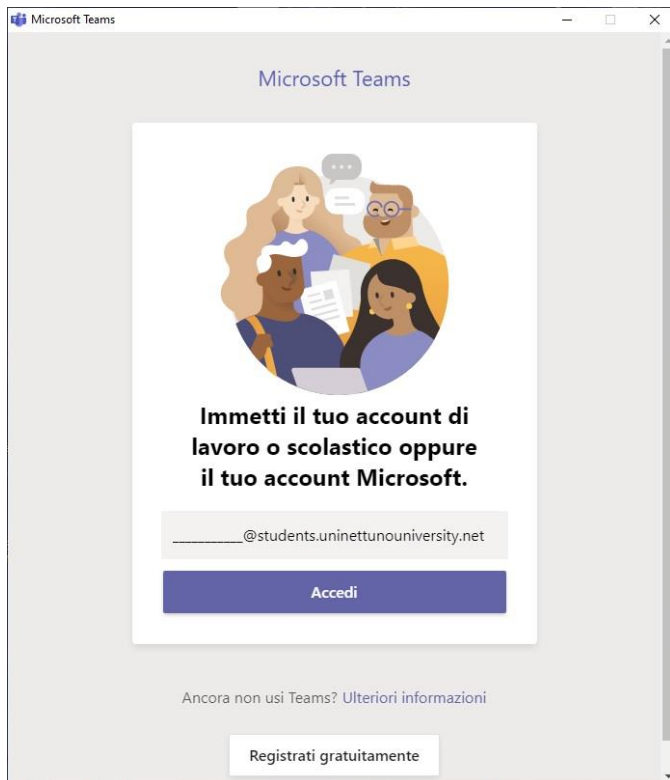 Microsoft Teams
Microsoft Teams
Immetti il tuo account di
lavoro o scolastico oppure
il tuo account Microsoft.
___________@students.uninettunouniversity.net
Accedi
Ancora non usi Teams? Ulteriori informazioni
Registrati gratuitamente